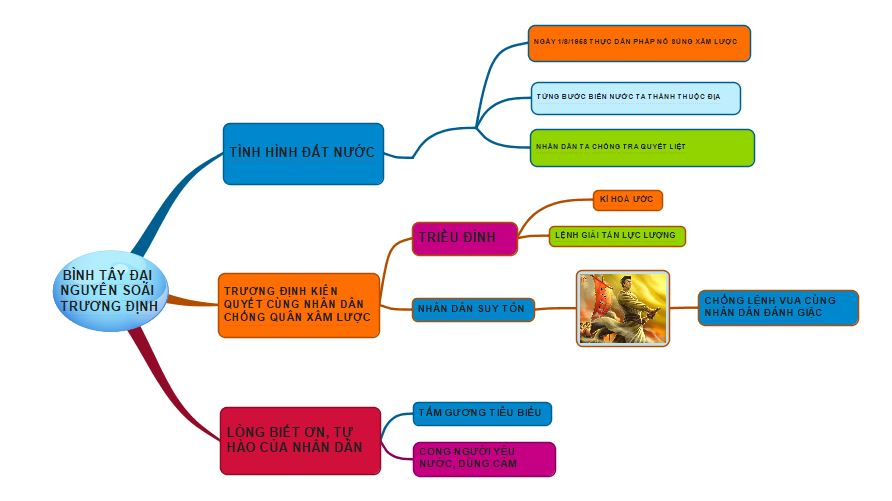 BÌNH TÂY ĐẠI
NGUYÊN SOÁI
TRƯƠNG ĐỊNH
TÌNH HÌNH ĐẤT NƯỚC
NGÀY 1/8/1858 THỰC DÂN PHÁP NỔ SÚNG XÂM LƯỢC
TỪNG BƯỚC BIẾN NƯỚC TA THÀNH THUỘC ĐỊA
NHÂN DÂN TA CHỐNG TRA QUYẾT LIỆT
TRƯƠNG ĐỊNH KIÊN
QUYẾT CÙNG NHÂN DÂN
CHỐNG QUÂN XÂM LƯỢC
TRIỀU ĐÌNH
KÍ HOÀ ƯỚC
LỆNH GIẢI TÁN LỰC LƯỢNG
NHÂN DÂN SUY TÔN
CHỐNG LỆNH VUA CÙNG
NHÂN DÂN ĐÁNH GIẶC
LÒNG BIẾT ƠN, TỰ
HÀO CỦA NHÂN DÂN
TẤM GƯƠNG TIÊU BIỂU
CONG NGƯỜI YÊU
NƯỚC, DŨNG CẢM